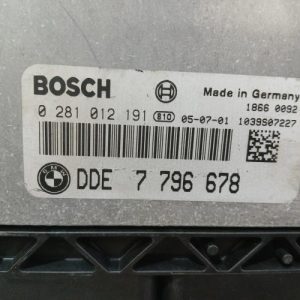 BOSCH Made in Germany
1866 0092
0 281 012 191 810 05-07-01 1039S07227
DDE 7 796 678